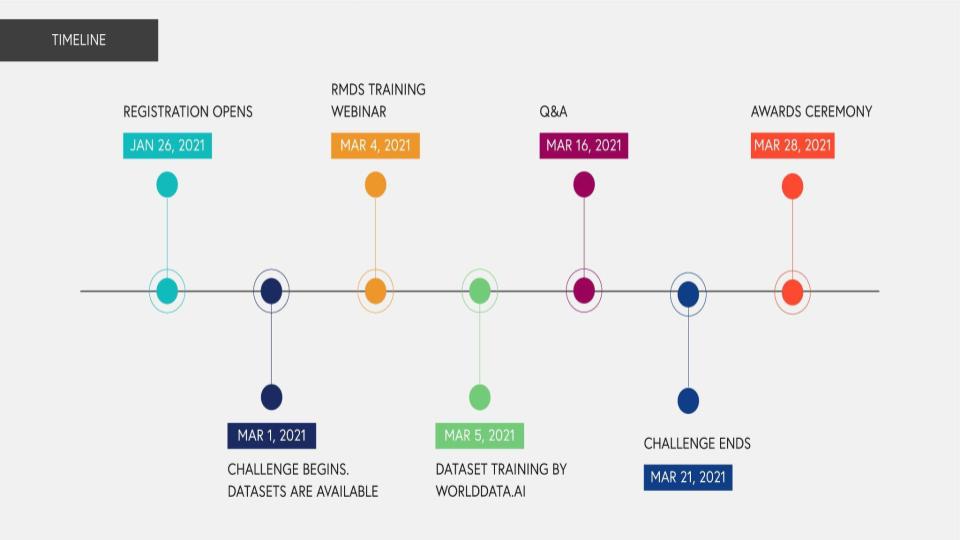 TIMELINE
REGISTRATION OPENS
JAN 26, 2021
MAR 1, 2021
CHALLENGE BEGINS.
DATASETS ARE AVAILABLE
RMDS TRAINING
WEBINAR
MAR 4, 2021
MAR 5, 2021
DATASET TRAINING BY
WORLDDATA.AI
Q&A
MAR 16, 2021
CHALLENGE ENDS
MAR 21, 2021
AWARDS CEREMONY
MAR 28, 2021